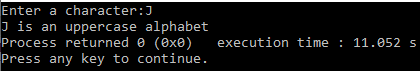 Enter a character:J
J is an uppercase alphabet
Process returned 0 (0x0)   execution time : 11.052 s
Press any key to continue.